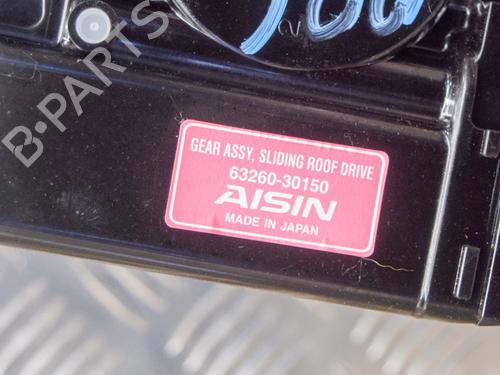 B-PARTS
GEAR ASSY, SLIDING ROOF DRIVE
63260-30150
AISIN
MADE IN JAPAN